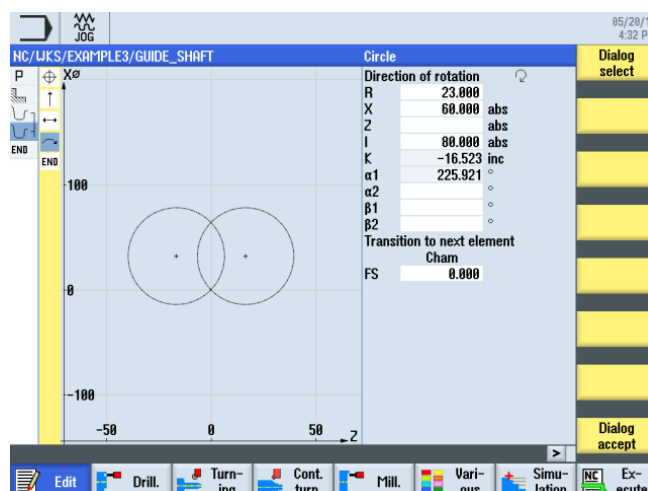 05/20/1
4:32 P
JOG
NC/WKS/EXAMPLE3/GUIDE_SHAFT
Circle
Dialog
select
P
END
END
Xø
100
0
-100
-50
0
50
Z
Direction of rotation
R 23.000
X 60.000 abs
Z abs
I 80.000 abs
K -16.523 inc
α1 225.921 °
α2 °
β1 °
β2 °
Transition to next element
Cham
FS 0.000
Dialog
accept
>
Edit
Drill.
Turn-
ing
Cont.
turn
Mill.
Vari-
ous
Simu-
lation
NC
Ex-
ecute